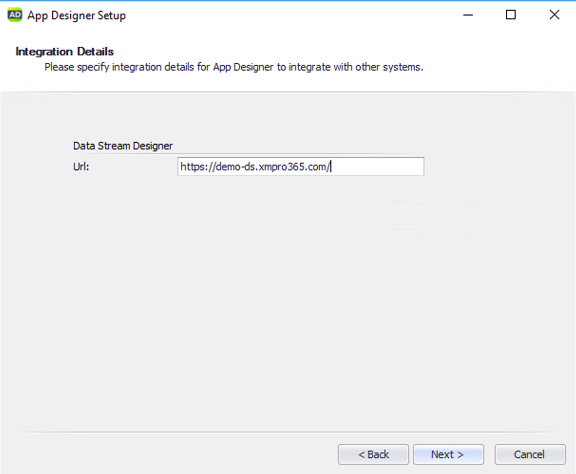 AD App Designer Setup
Integration Details
Please specify integration details for App Designer to integrate with other systems.
Data Stream Designer
Url: https://demo-ds.xmpro365.com/
< Back Next > Cancel